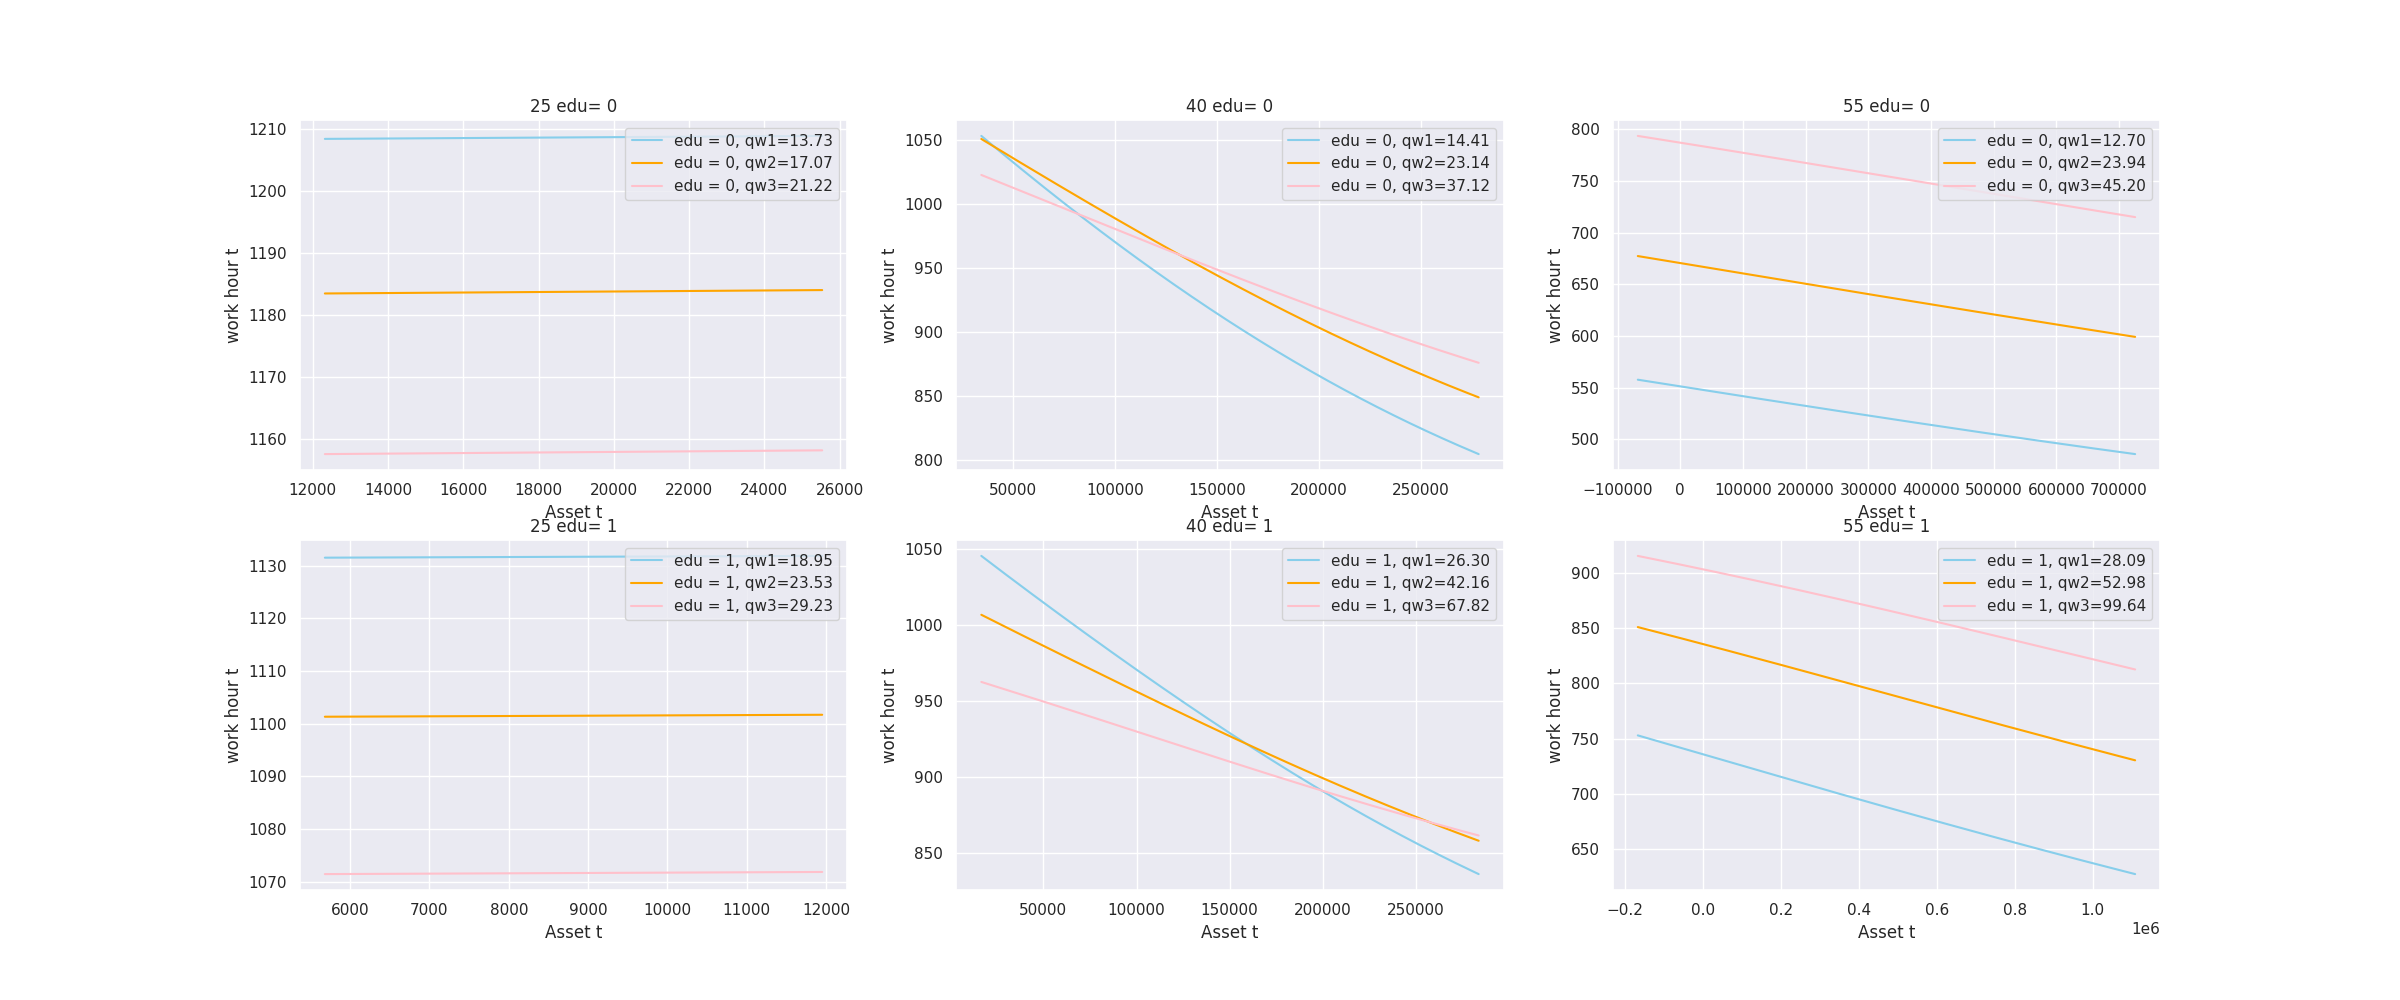 25 edu= 0
work hour t
1210
1200
1190
1180
1170
1160
edu = 0, qw1=13.73
edu = 0, qw2=17.07
edu = 0, qw3=21.22
12000 14000 16000 18000 20000 22000 24000 26000
Asset t
40 edu= 0
work hour t
1050
1000
950
900
850
800
edu = 0, qw1=14.41
edu = 0, qw2=23.14
edu = 0, qw3=37.12
50000 100000 150000 200000 250000
Asset t
55 edu= 0
work hour t
800
750
700
650
600
550
500
edu = 0, qw1=12.70
edu = 0, qw2=23.94
edu = 0, qw3=45.20
−100000 0 100000 200000 300000 400000 500000 600000 700000
Asset t
25 edu= 1
work hour t
1130
1120
1110
1100
1090
1080
1070
edu = 1, qw1=18.95
edu = 1, qw2=23.53
edu = 1, qw3=29.23
6000 7000 8000 9000 10000 11000 12000
Asset t
40 edu= 1
work hour t
1050
1000
950
900
850
edu = 1, qw1=26.30
edu = 1, qw2=42.16
edu = 1, qw3=67.82
50000 100000 150000 200000 250000
Asset t
55 edu= 1
work hour t
900
850
800
750
700
650
edu = 1, qw1=28.09
edu = 1, qw2=52.98
edu = 1, qw3=99.64
−0.2 0.0 0.2 0.4 0.6 0.8 1.0
1e6
Asset t